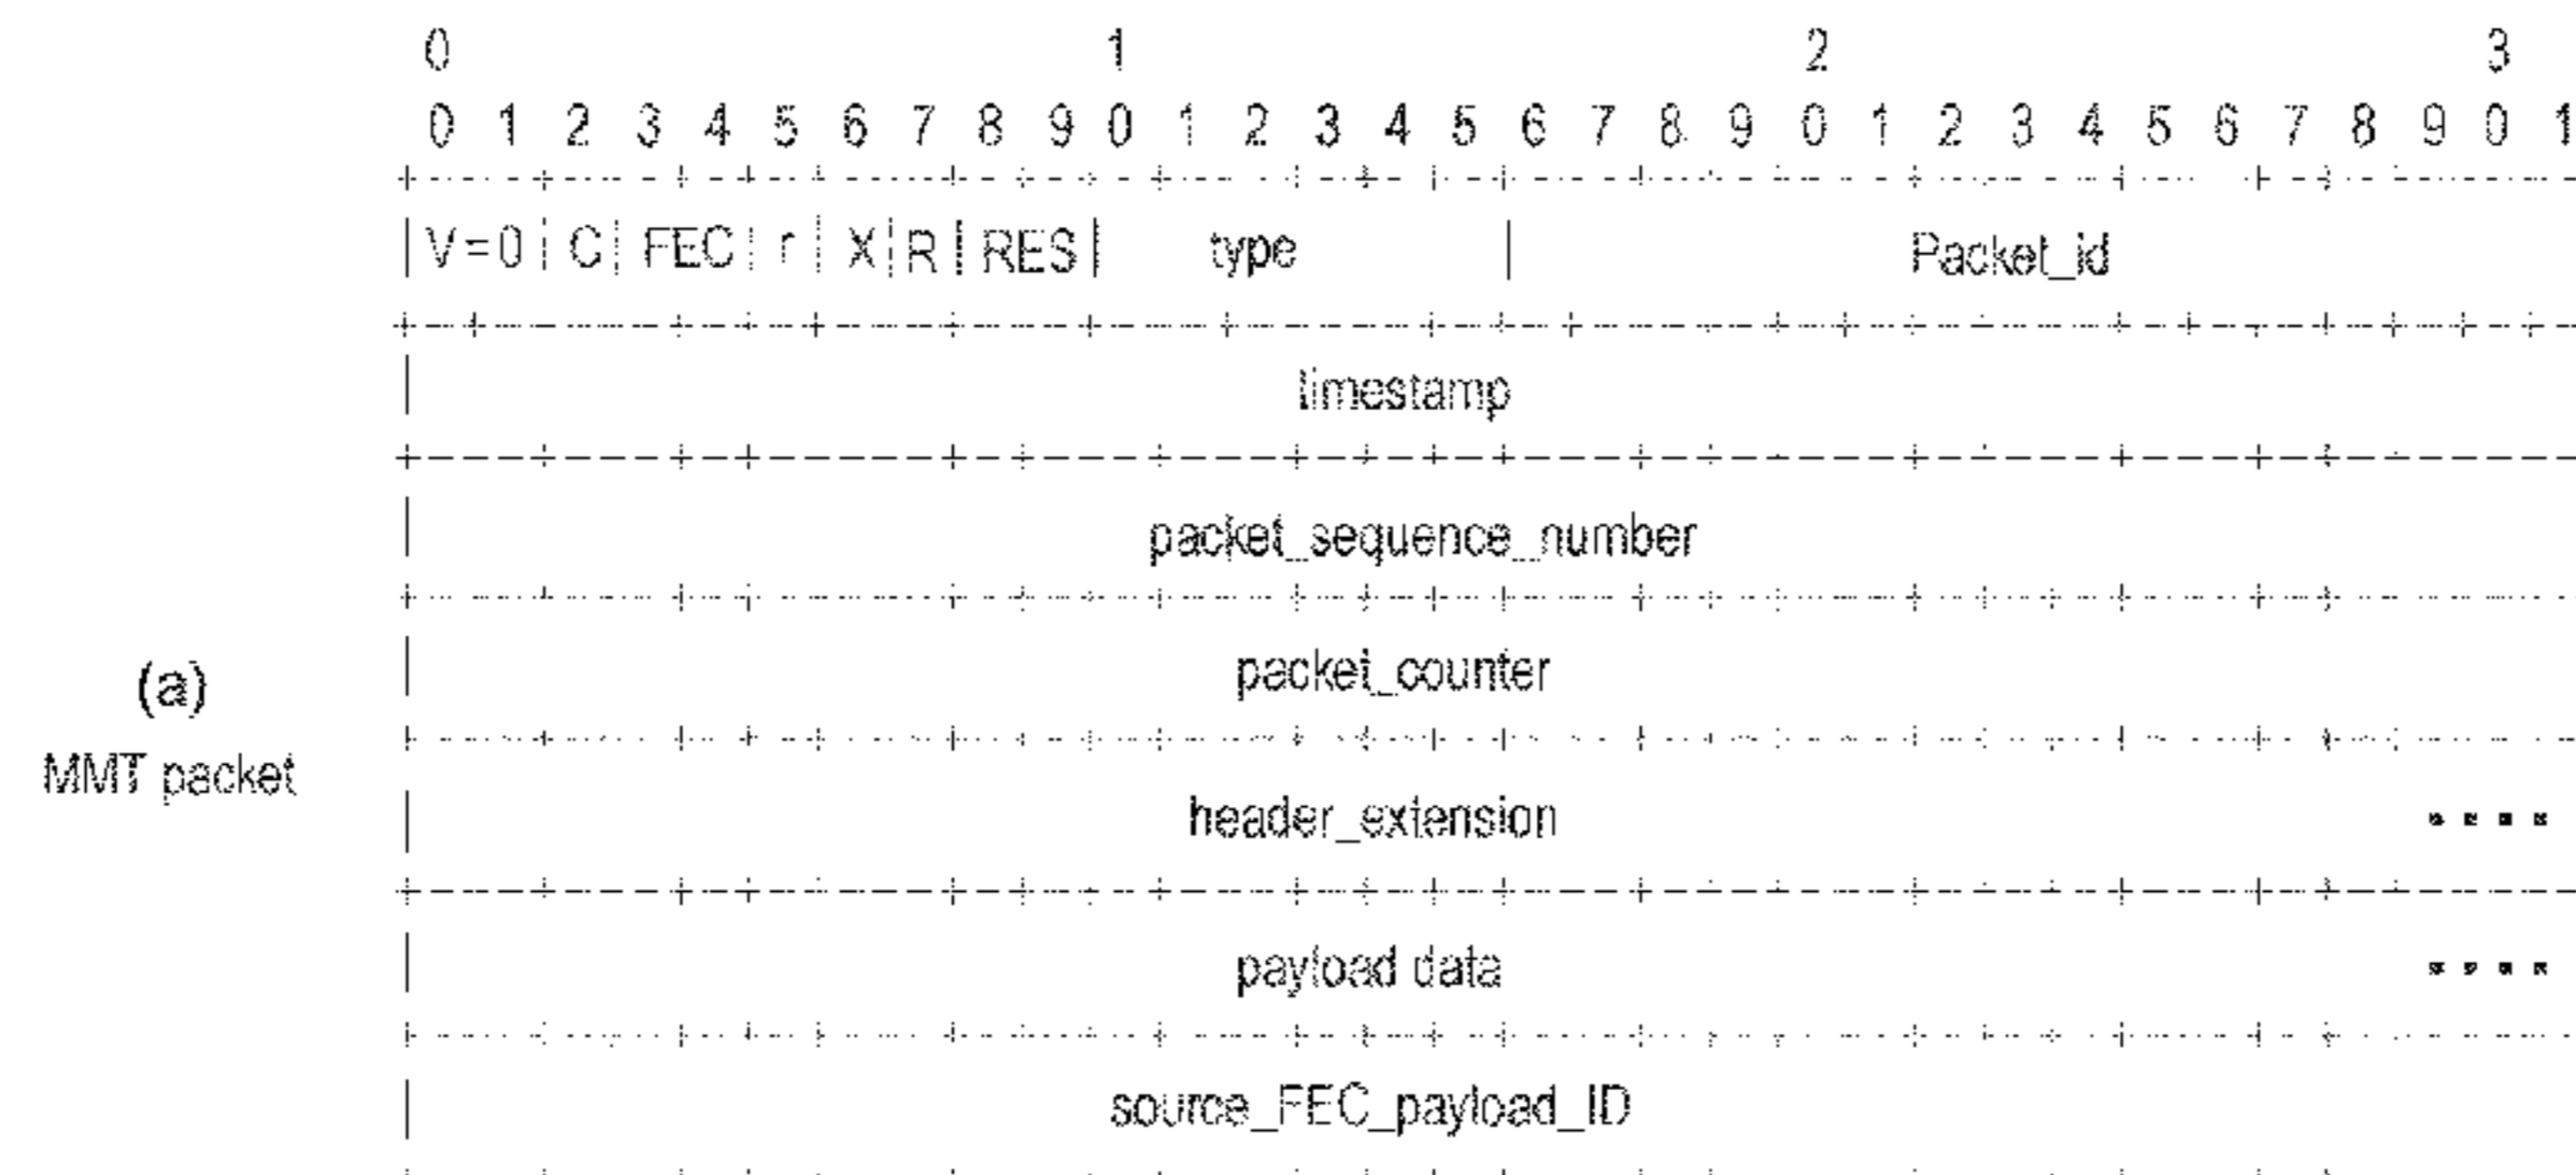 0 1 2 3
0 1 2 3 4 5 6 7 8 9 0 1 2 3 4 5 6 7 8 9 0 1 2 3 4 5 6 7 8 9 0 1
V=0 C FEC r X R RES type Packet_id
timestamp
packet_sequence_number
packet_counter
(a)
MMT packet
header_extension ....
payload data ....
source_FEC_payload_ID